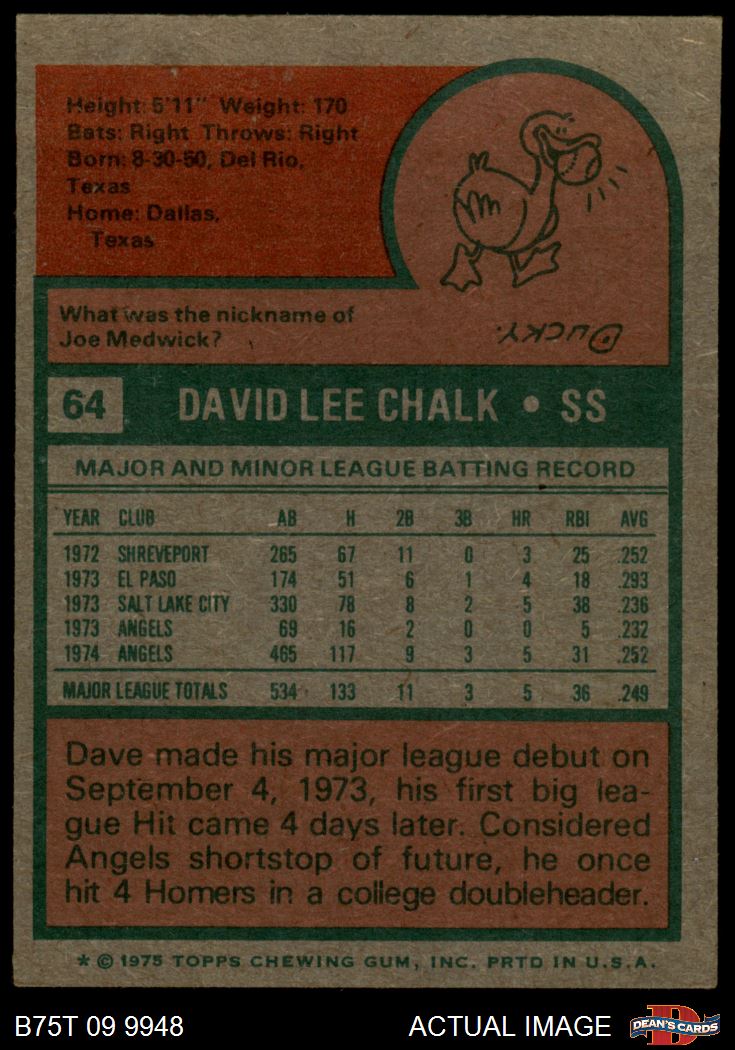 Height: 5'11" Weight: 170
Bats: Right Throws: Right
Born: 8-30-50, Del Rio,
Texas
Home: Dallas,
Texas
What was the nickname of
Joe Medwick?
DUCKY.
64 DAVID LEE CHALK • SS
MAJOR AND MINOR LEAGUE BATTING RECORD
YEAR CLUB AB H 2B 3B HR RBI AVG
1972 SHREVEPORT 265 67 11 0 3 25 .252
1973 EL PASO 174 51 6 1 4 18 .293
1973 SALT LAKE CITY 330 78 8 2 5 38 .236
1973 ANGELS 69 16 2 0 0 5 .232
1974 ANGELS 465 117 9 3 5 31 .252
MAJOR LEAGUE TOTALS 534 133 11 3 5 36 .249
Dave made his major league debut on
September 4, 1973, his first big lea-
gue Hit came 4 days later. Considered
Angels shortstop of future, he once
hit 4 Homers in a college doubleheader.
* © 1975 TOPPS CHEWING GUM, INC. PRTD IN U.S.A.
B75T 09 9948 ACTUAL IMAGE D DEAN'S CARDS